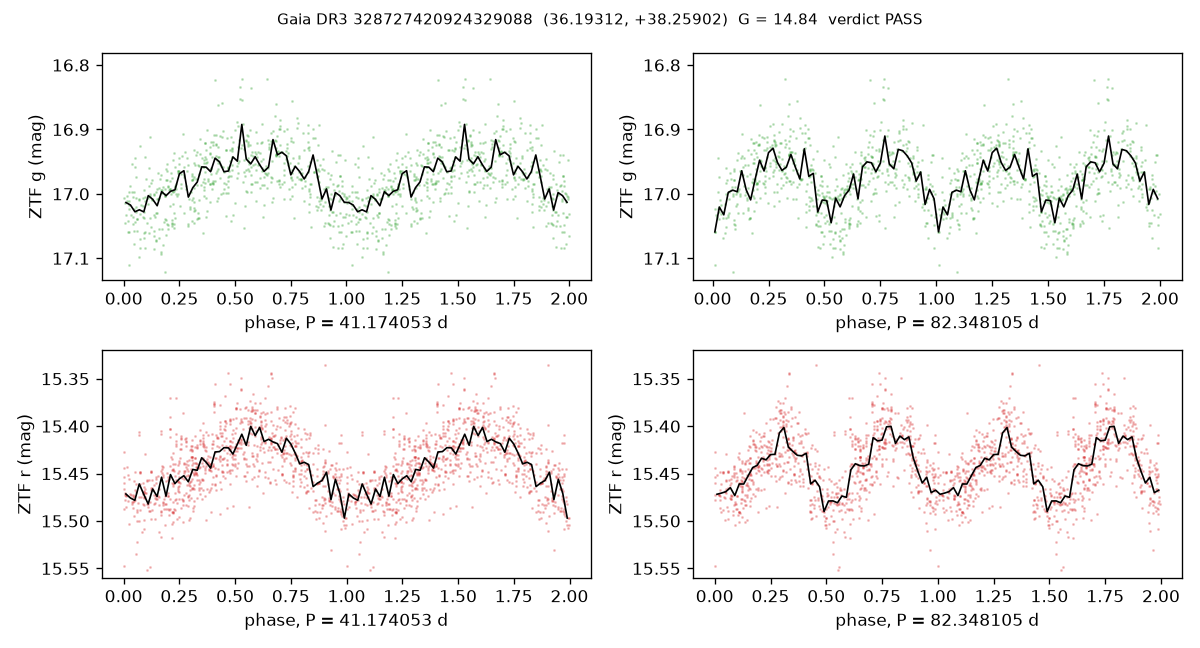 Gaia DR3 328727420924329088 (36.19312, +38.25902) G = 14.84 verdict PASS
ZTF g (mag)
16.8
16.9
17.0
17.1
0.00 0.25 0.50 0.75 1.00 1.25 1.50 1.75 2.00
phase, P = 41.174053 d
ZTF g (mag)
16.8
16.9
17.0
17.1
0.00 0.25 0.50 0.75 1.00 1.25 1.50 1.75 2.00
phase, P = 82.348105 d
ZTF r (mag)
15.35
15.40
15.45
15.50
15.55
0.00 0.25 0.50 0.75 1.00 1.25 1.50 1.75 2.00
phase, P = 41.174053 d
ZTF r (mag)
15.35
15.40
15.45
15.50
15.55
0.00 0.25 0.50 0.75 1.00 1.25 1.50 1.75 2.00
phase, P = 82.348105 d